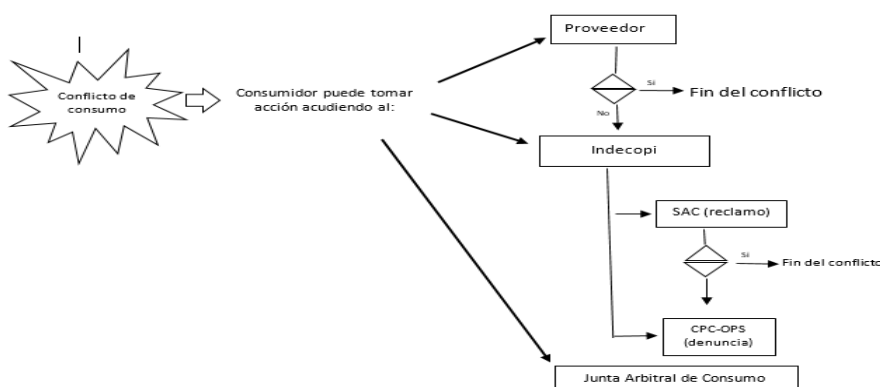 Proveedor
Conflicto de
consumo
Consumidor puede tomar
acción acudiendo al:
Si
Fin del conflicto
No
Indecopi
SAC (reclamo)
Si
Fin del conflicto
CPC-OPS
(denuncia)
Junta Arbitral de Consumo